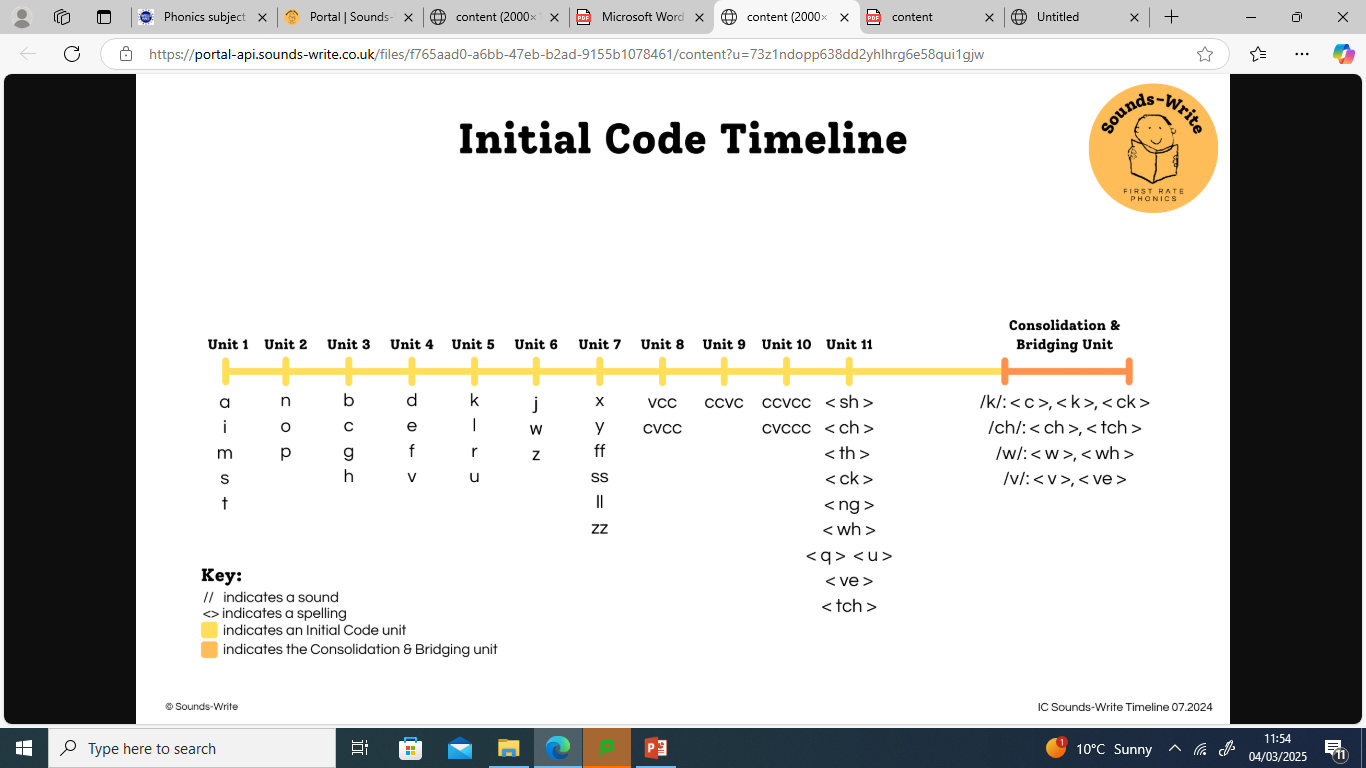 Phonics subject
Portal | Sounds-
content (2000×
Microsoft Word
content (2000×
content
Untitled
https://portal-api.sounds-write.co.uk/files/f765aad0-a6bb-47eb-b2ad-9155b1078461/content?u=73z1ndopp638dd2yhlhrg6e58qui1gjw
Initial Code Timeline
Sounds~Write
FIRST RATE
PHONICS
Consolidation &
Unit 1 Unit 2 Unit 3 Unit 4 Unit 5 Unit 6 Unit 7 Unit 8 Unit 9 Unit 10 Unit 11 Bridging Unit
a n b d k j x vcc ccvc ccvcc < sh > /k/: < c >, < k >, < ck >
i o c e l w y cvcc cvccc < ch > /ch/: < ch >, < tch >
m p g f r z ff < th > /w/: < w >, < wh >
s h v u ss < ck > /v/: < v >, < ve >
t ll < ng >
zz < wh >
< q > < u >
< ve >
< tch >
Key:
// indicates a sound
<> indicates a spelling
indicates an Initial Code unit
indicates the Consolidation & Bridging unit
© Sounds-Write
IC Sounds-Write Timeline 07.2024
Type here to search
1
10°C Sunny
11:54
04/03/2025
11